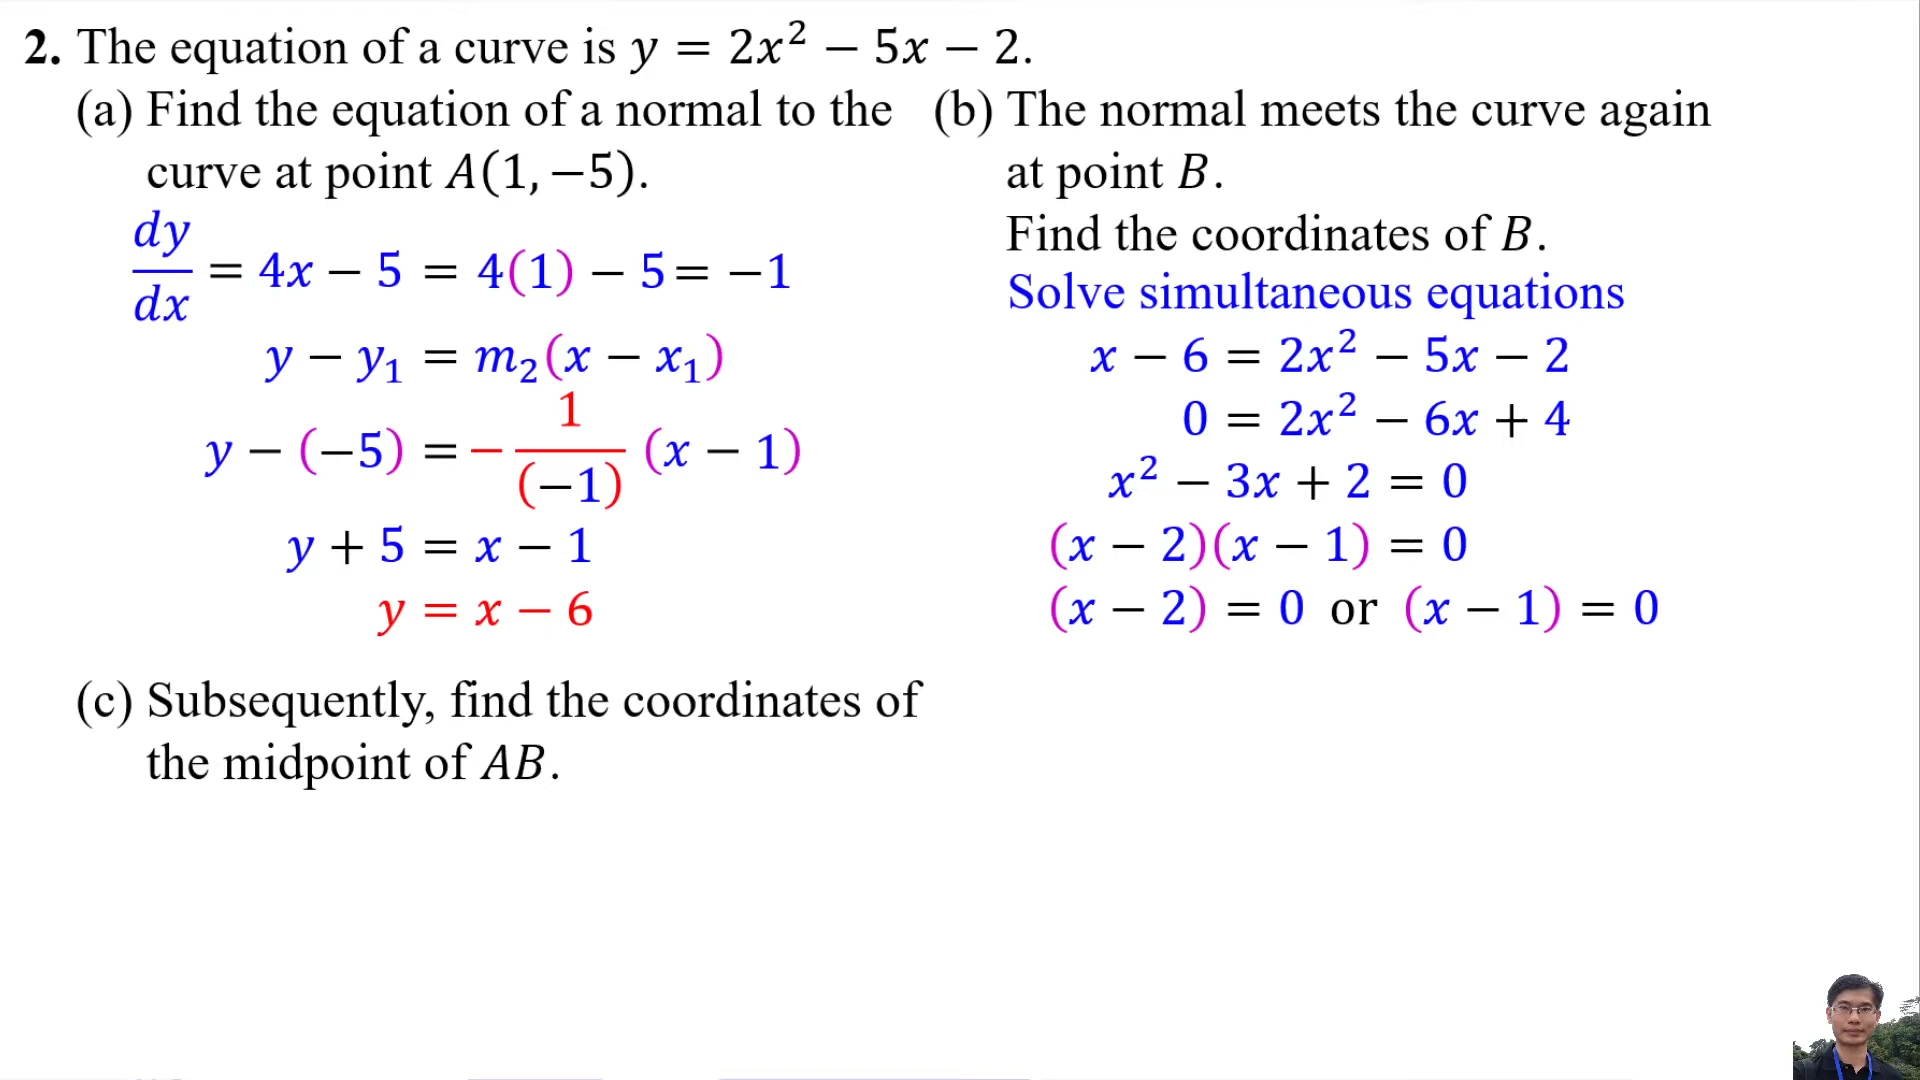 2. The equation of a curve is y = 2x² − 5x − 2.
(a) Find the equation of a normal to the
curve at point A(1, −5).
dy/dx = 4x − 5 = 4(1) − 5 = −1
y − y₁ = m₂(x − x₁)
y − (−5) = − 1/(−1) (x − 1)
y + 5 = x − 1
y = x − 6
(b) The normal meets the curve again
at point B.
Find the coordinates of B.
Solve simultaneous equations
x − 6 = 2x² − 5x − 2
0 = 2x² − 6x + 4
x² − 3x + 2 = 0
(x − 2)(x − 1) = 0
(x − 2) = 0 or (x − 1) = 0
(c) Subsequently, find the coordinates of
the midpoint of AB.